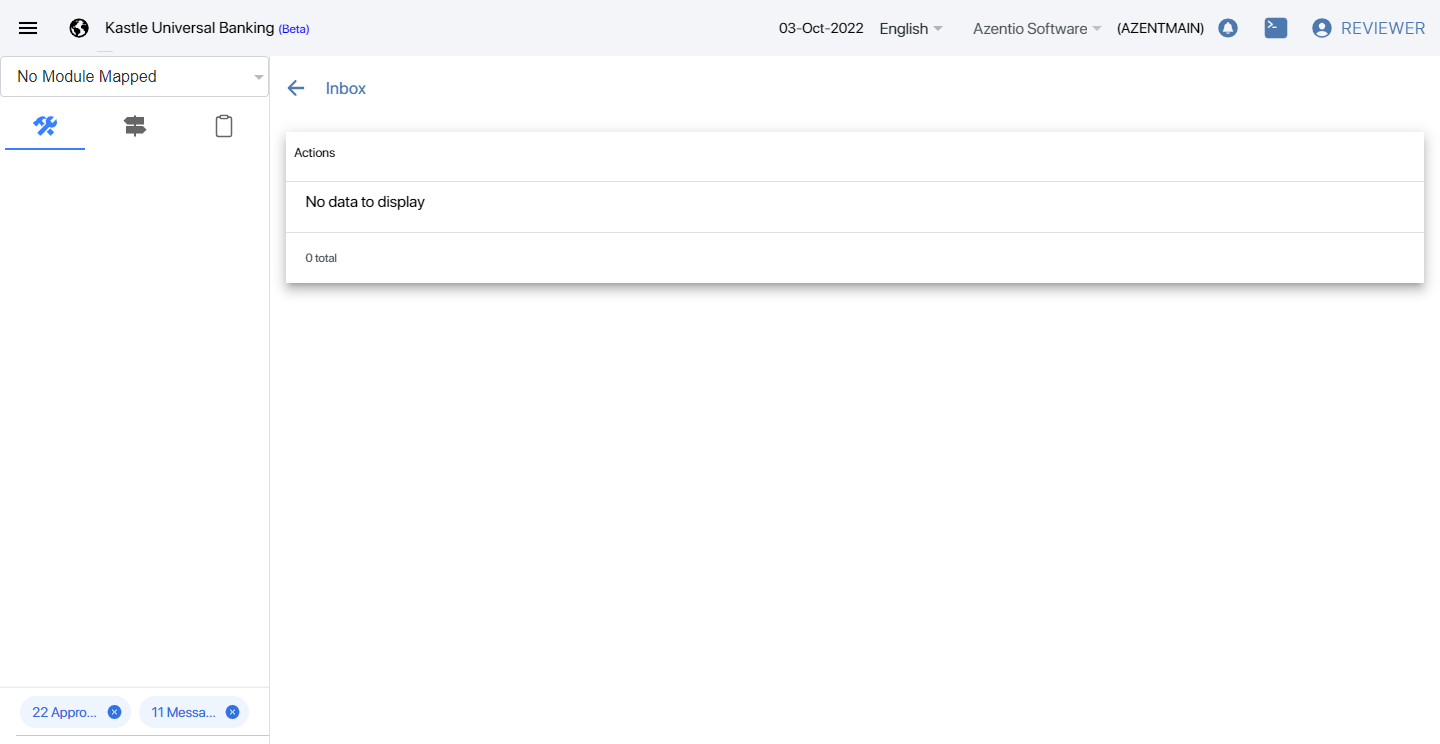 Kastle Universal Banking (Beta)
03-Oct-2022 English Azentio Software (AZENTMAIN) REVIEWER
No Module Mapped
Inbox
Actions
No data to display
0 total
22 Appro... 11 Messa...